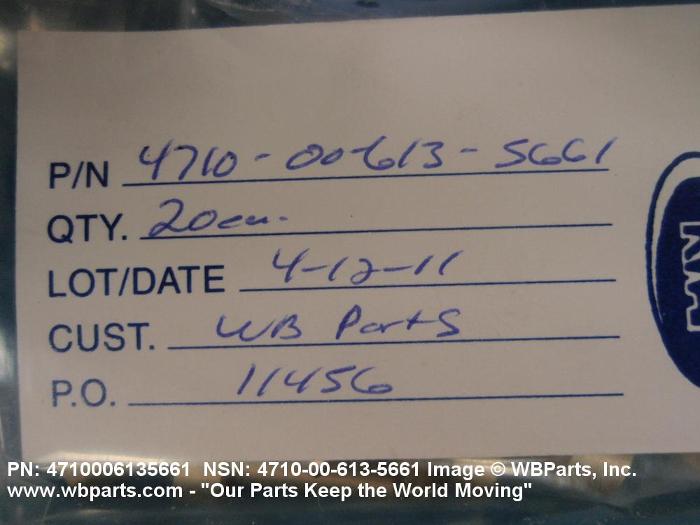 P/N 4710-00-613-5661
QTY. 20ea.
LOT/DATE 4-12-11
CUST. WB Parts
P.O. 11456
PN: 4710006135661 NSN: 4710-00-613-5661 Image © WBParts, Inc.
www.wbparts.com - "Our Parts Keep the World Moving"